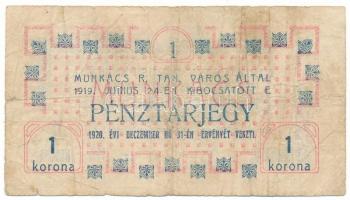 1
MUNKÁCS R. TAN. VÁROS ÁLTAL
1919. JUNIUS 24-ÉN KIBOCSÁTOTT E
PÉNZTÁRJEGY
1920. ÉVI DECZEMBER HÓ 31-ÉN ÉRVÉNYÉT VESZTI.
1 1
korona korona